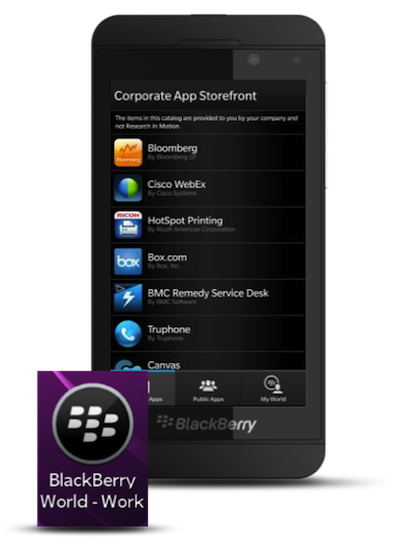 Corporate App Storefront
The items in this catalog are provided to you by your company and
not Research In Motion.
Bloomberg
Bloomberg
By Bloomberg LP
Cisco WebEx
By Cisco Systems
RICOH
HotSpot Printing
By Ricoh Americas Corporation
box
Box.com
By Box, Inc.
BMC Remedy Service Desk
By BMC Software
Truphone
By Truphone
Canvas
Apps
Public Apps
My World
BlackBerry
BlackBerry
World - Work